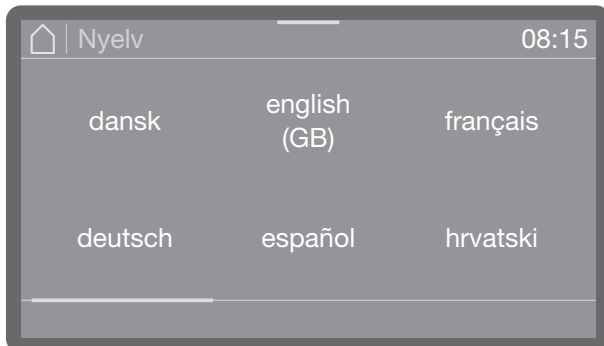 Nyelv 08:15
dansk english (GB) français
deutsch español hrvatski